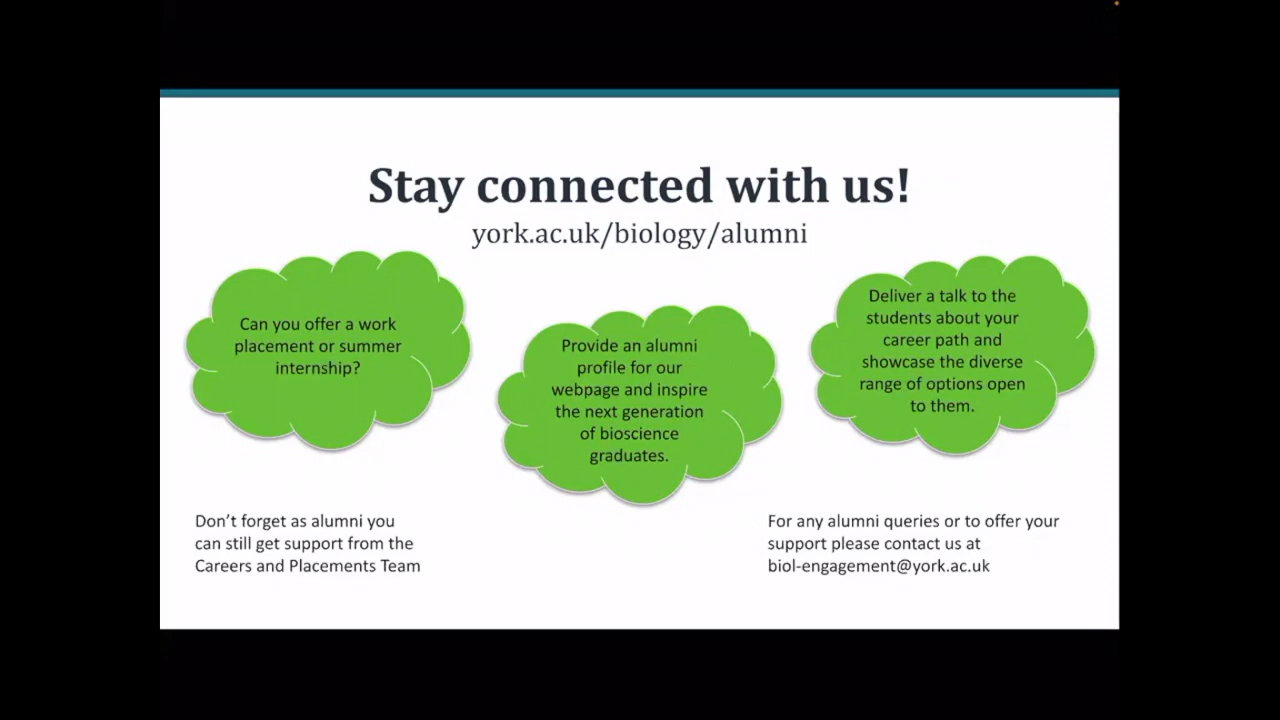 Stay connected with us!
york.ac.uk/biology/alumni
Can you offer a work
placement or summer
internship?
Provide an alumni
profile for our
webpage and inspire
the next generation
of bioscience
graduates.
Deliver a talk to the
students about your
career path and
showcase the diverse
range of options open
to them.
Don’t forget as alumni you
can still get support from the
Careers and Placements Team
For any alumni queries or to offer your
support please contact us at
biol-engagement@york.ac.uk